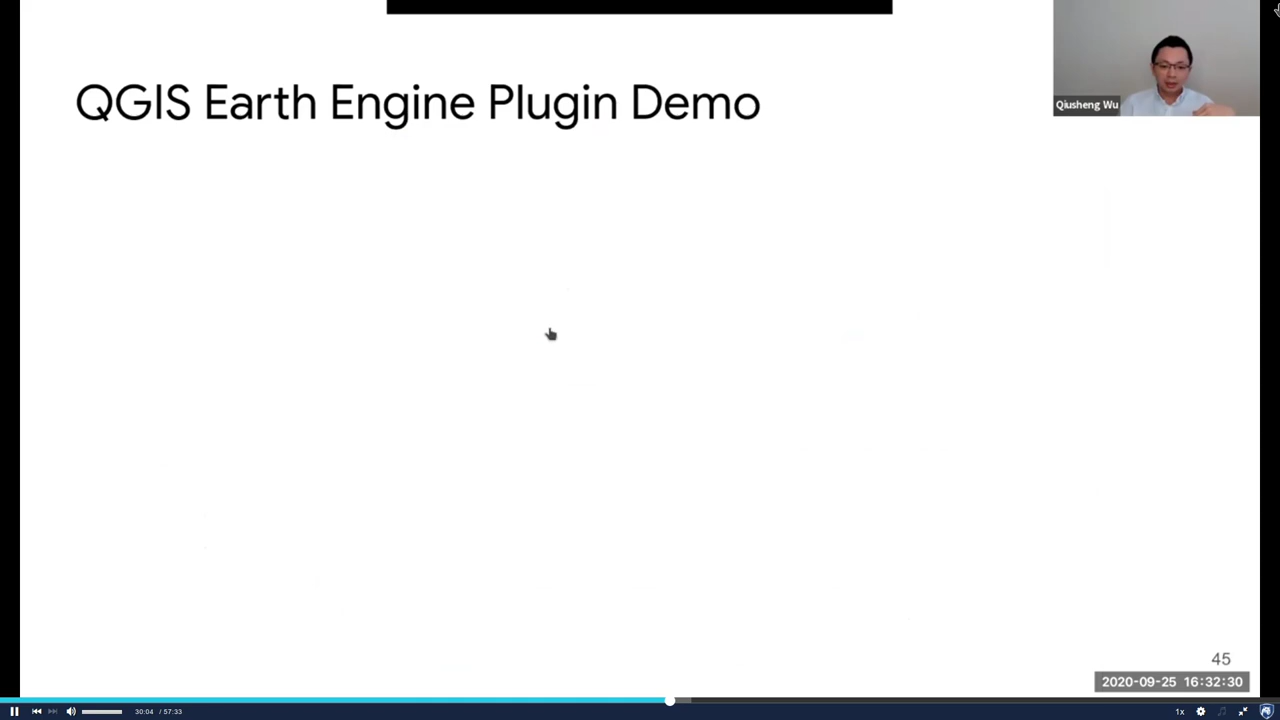 QGIS Earth Engine Plugin Demo
Qiusheng Wu
45
2020-09-25 16:32:30
30:04 / 57:33
1x